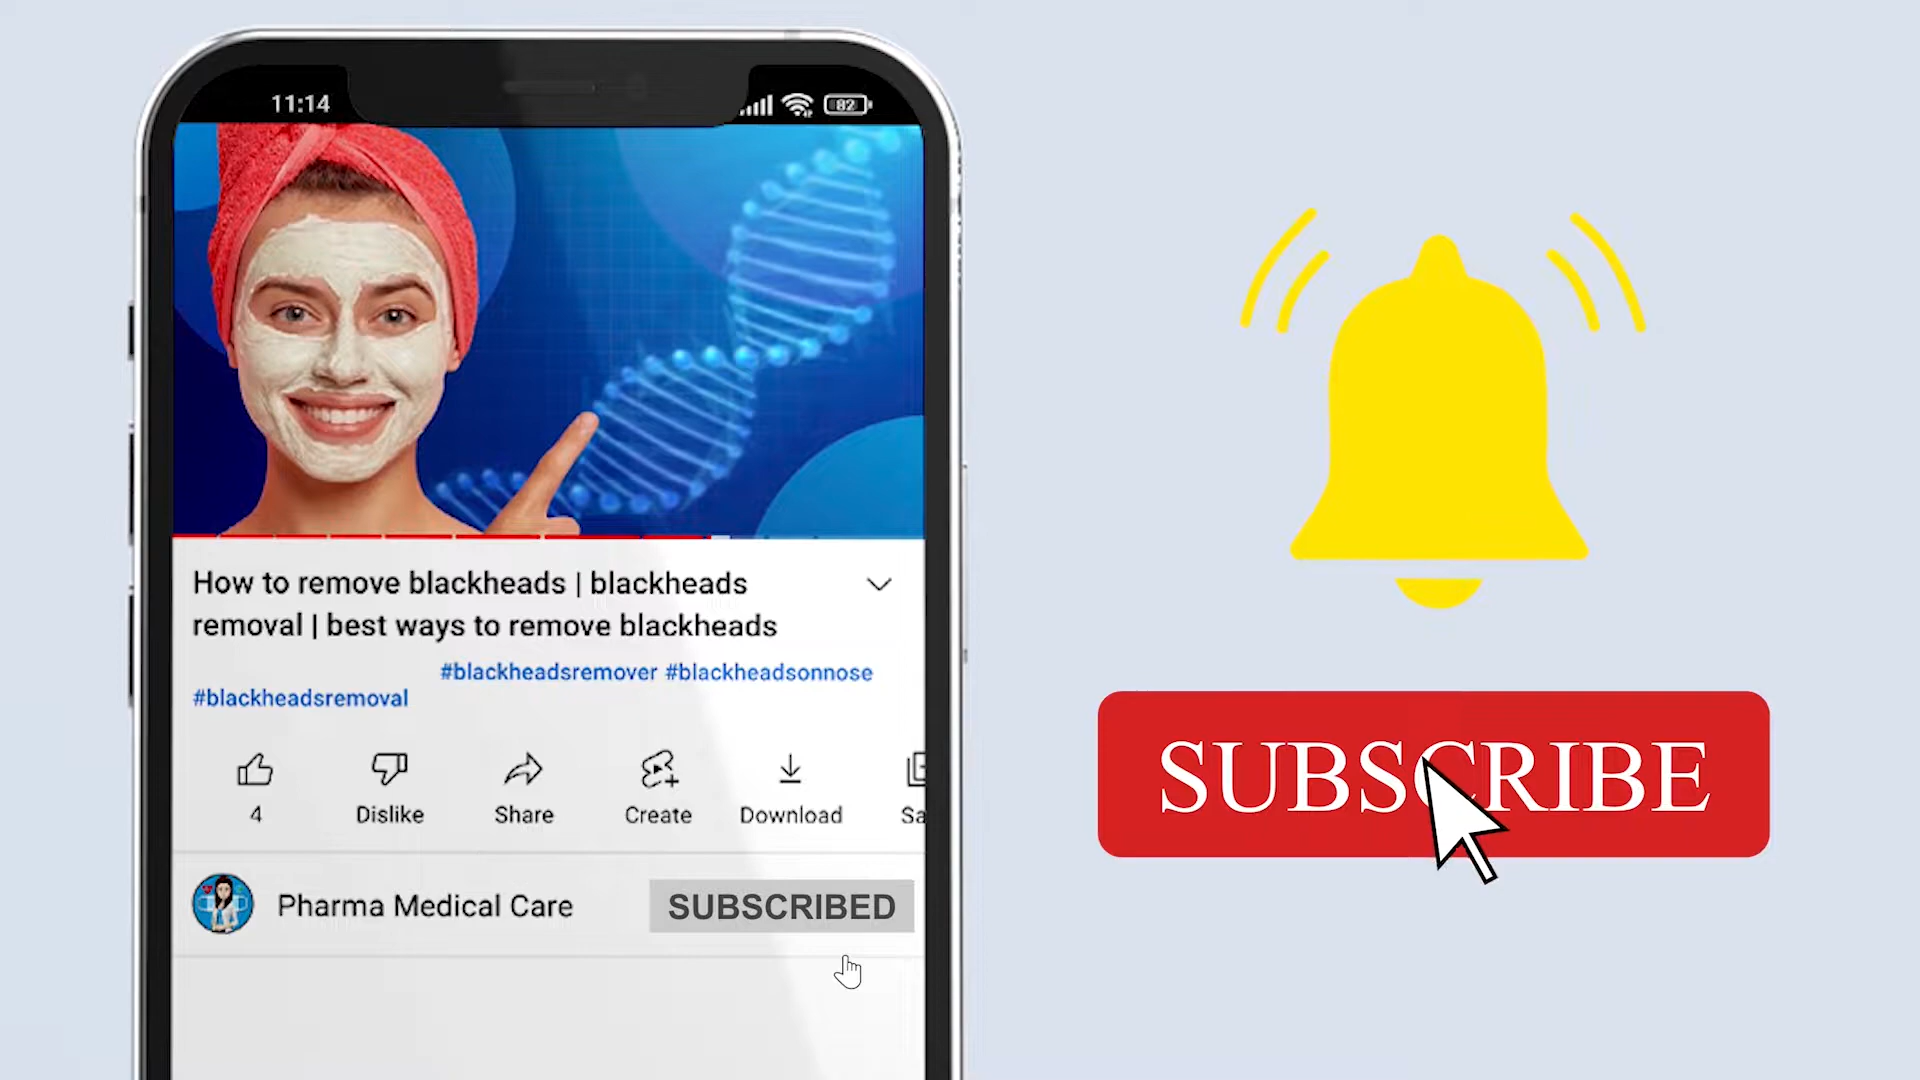 11:14
82
How to remove blackheads | blackheads
removal | best ways to remove blackheads
#blackheadsremover #blackheadsonnose
#blackheadsremoval
4 Dislike Share Create Download Sa
Pharma Medical Care SUBSCRIBED
SUBSCRIBE